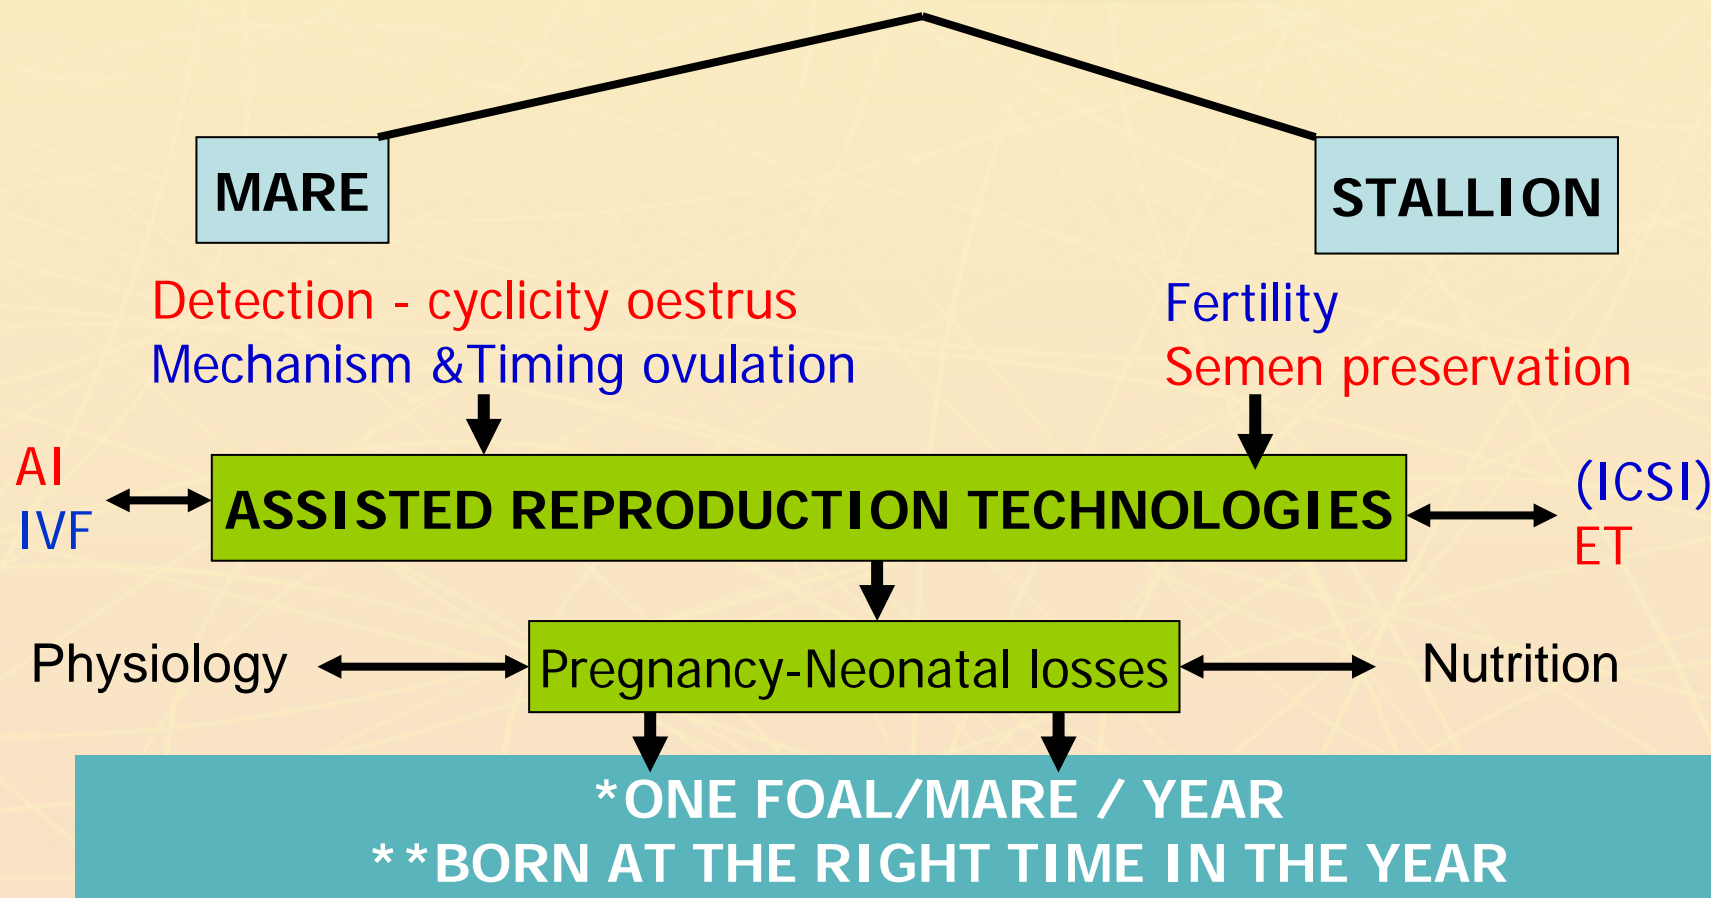 MARE
STALLION
Detection - cyclicity oestrus
Mechanism &Timing ovulation
Fertility
Semen preservation
AI
IVF
ASSISTED REPRODUCTION TECHNOLOGIES
(ICSI)
ET
Physiology
Pregnancy-Neonatal losses
Nutrition
*ONE FOAL/MARE / YEAR
**BORN AT THE RIGHT TIME IN THE YEAR